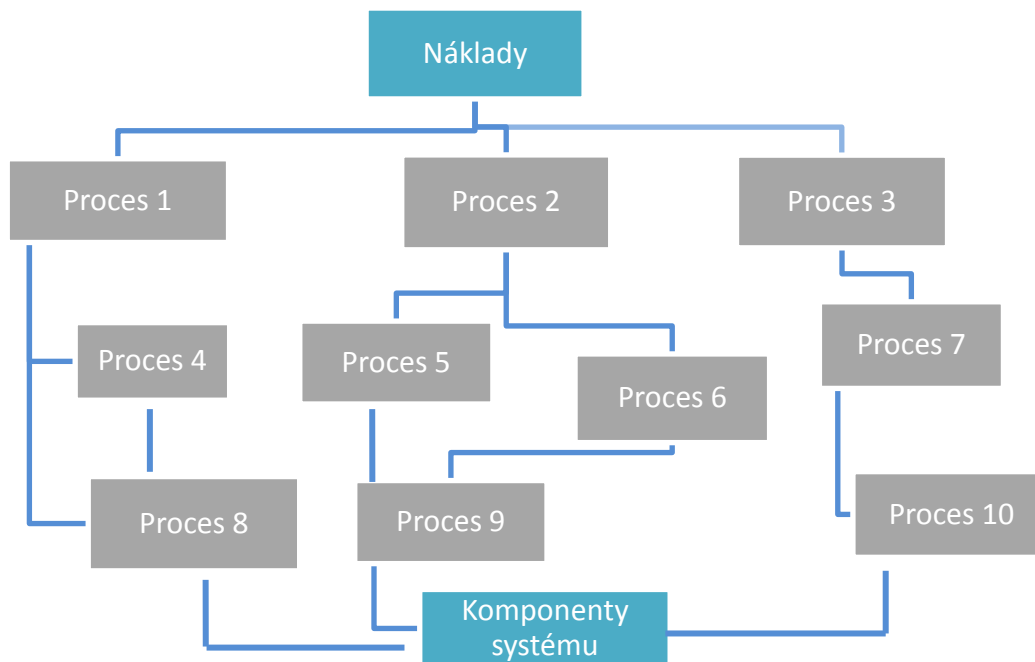 Náklady
Proces 1
Proces 2
Proces 3
Proces 4
Proces 5
Proces 6
Proces 7
Proces 8
Proces 9
Proces 10
Komponenty
systému